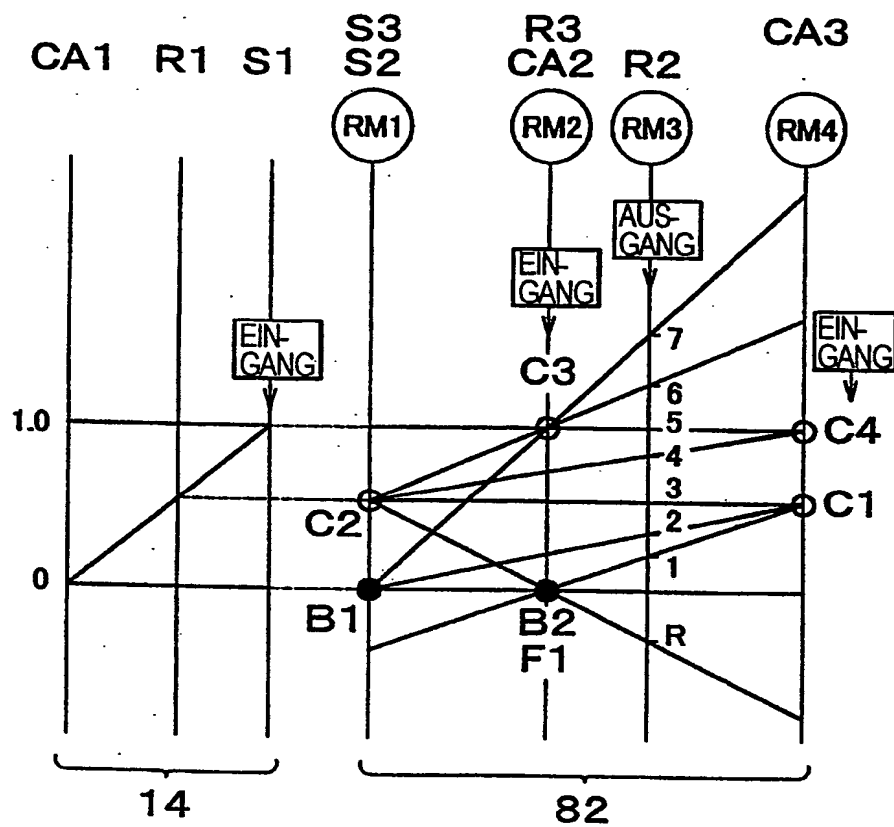 S3 R3 CA3
CA1 R1 S1 S2 CA2 R2
RM1 RM2 RM3 RM4
AUS-
GANG
EIN-
GANG
EIN-
GANG
EIN-
GANG
7
C3
6
1.0
5
C4
4
3
C1
C2
2
1
0
B1
B2
R
F1
14
82